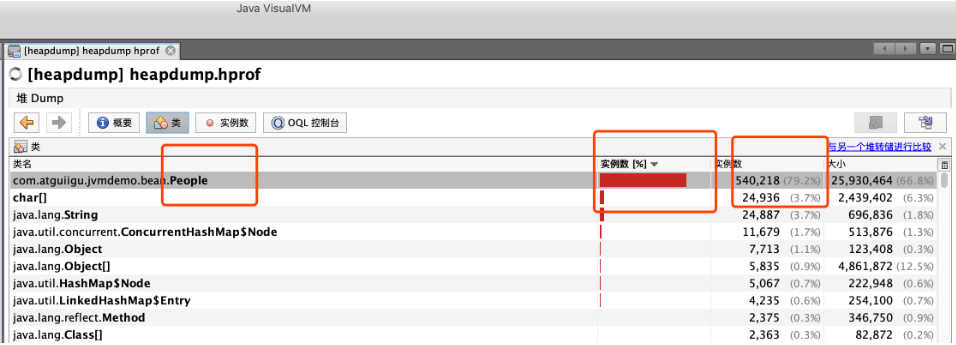 Java VisualVM
[heapdump] heapdump hprof
[heapdump] heapdump.hprof
堆 Dump
概要 类 实例数 OQL 控制台
类 与另一个堆转储进行比较
类名 实例数 [%] 实例数 大小
com.atguiigu.jvmdemo.bean.People 540,218 (79.2%) 25,930,464 (66.8%)
char[] 24,936 (3.7%) 2,439,402 (6.3%)
java.lang.String 24,887 (3.7%) 696,836 (1.8%)
java.util.concurrent.ConcurrentHashMap$Node 11,679 (1.7%) 513,876 (1.3%)
java.lang.Object 7,713 (1.1%) 123,408 (0.3%)
java.lang.Object[] 5,835 (0.9%) 4,861,872 (12.5%)
java.util.HashMap$Node 5,067 (0.7%) 222,948 (0.6%)
java.util.LinkedHashMap$Entry 4,235 (0.6%) 254,100 (0.7%)
java.lang.reflect.Method 2,375 (0.3%) 346,750 (0.9%)
java.lang.Class[] 2,363 (0.3%) 82,872 (0.2%)